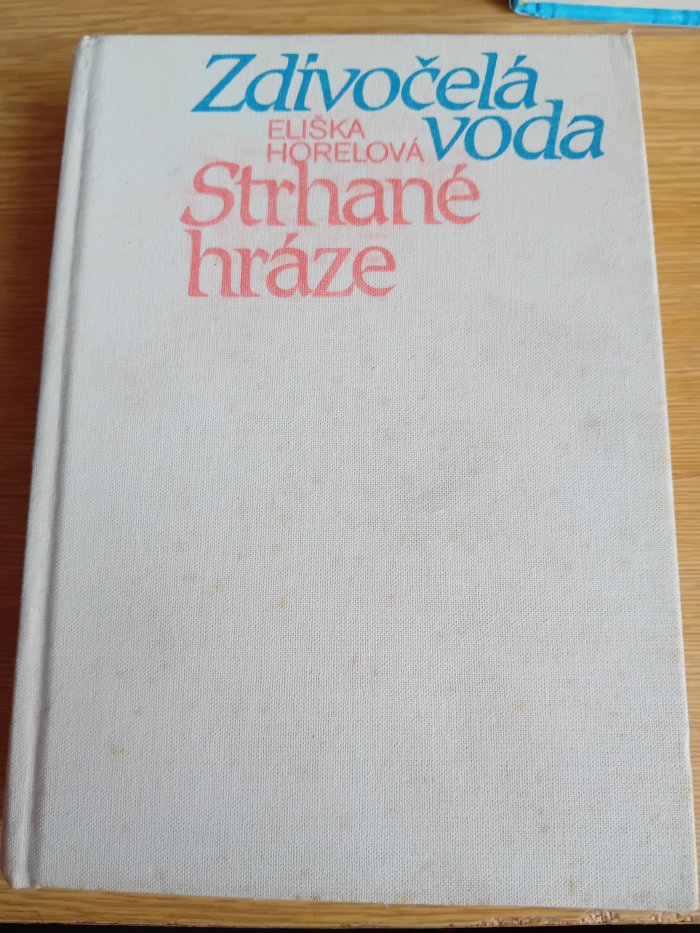 Zdivočelá
voda
ELIŠKA
HORELOVÁ
Strhané
hráze